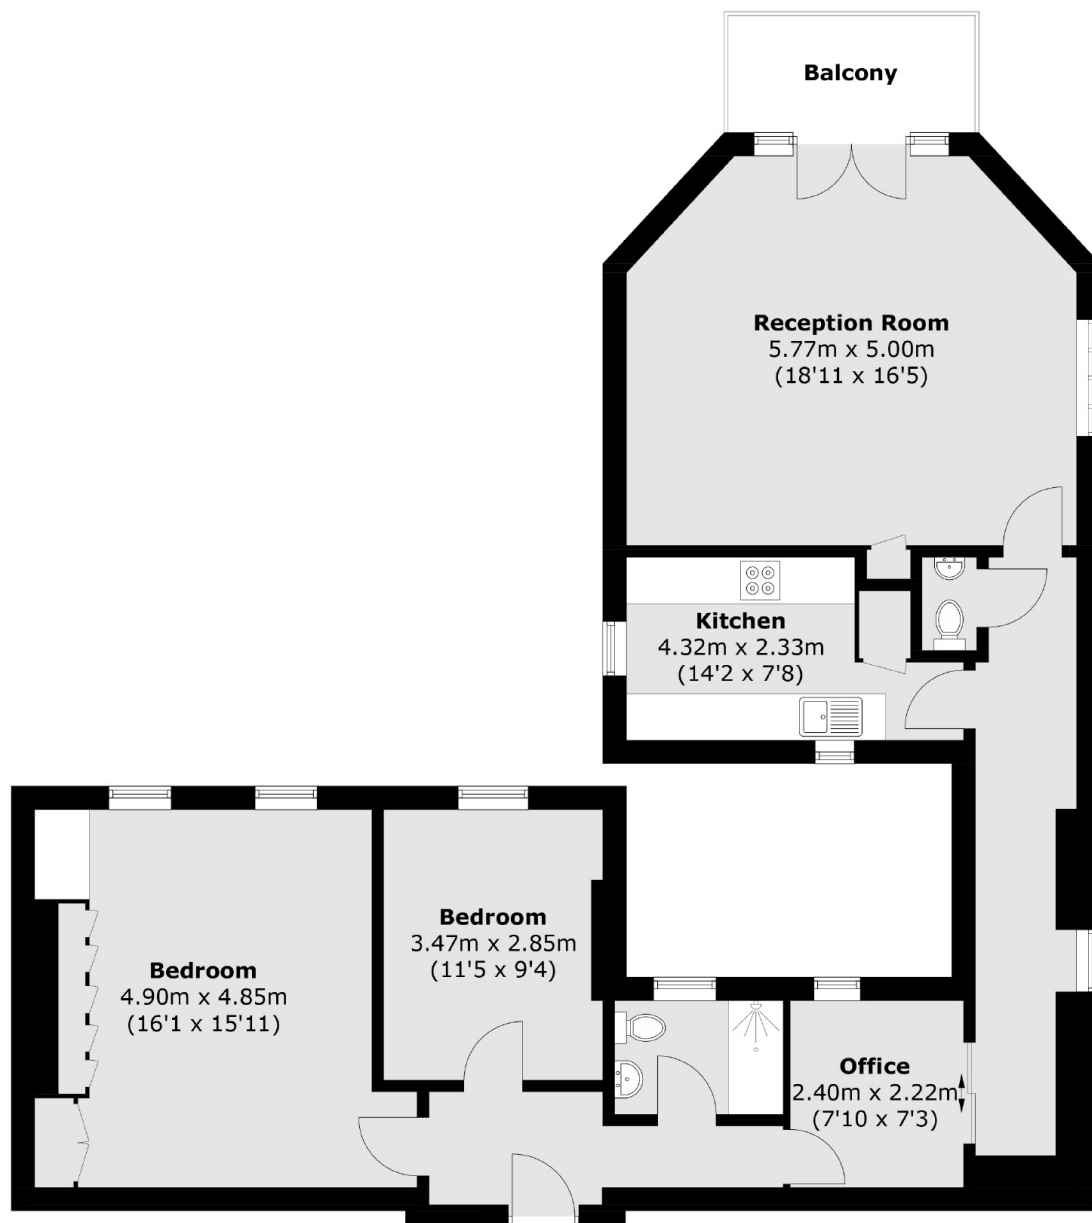 Balcony
Reception Room
5.77m x 5.00m
(18'11 x 16'5)
Kitchen
4.32m x 2.33m
(14'2 x 7'8)
Bedroom
3.47m x 2.85m
(11'5 x 9'4)
Bedroom
4.90m x 4.85m
(16'1 x 15'11)
Office
2.40m x 2.22m
(7'10 x 7'3)